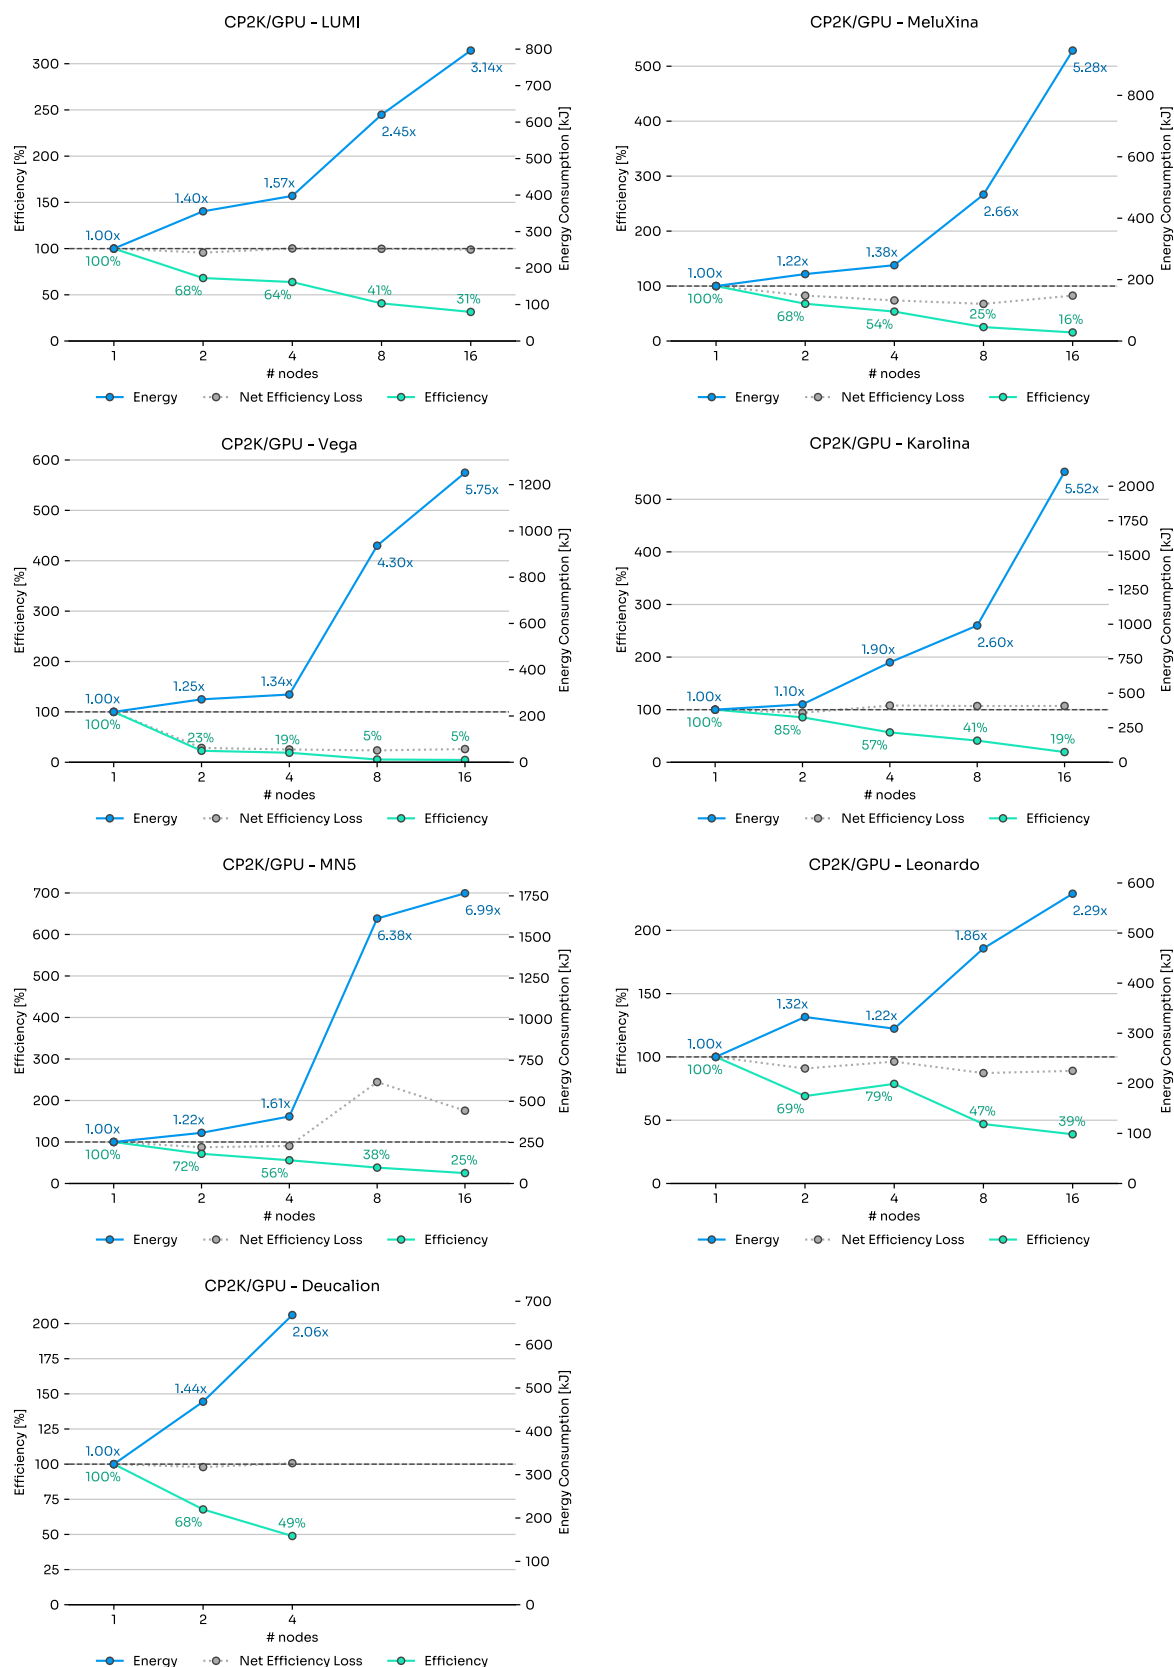 CP2K/GPU - LUMI
Efficiency [%]
300
250
200
150
100
50
0
800
700
600
500
400
300
200
100
0
Energy Consumption [kJ]
1.00x
1.40x
1.57x
2.45x
3.14x
100%
68%
64%
41%
31%
1 2 4 8 16
# nodes
Energy Net Efficiency Loss Efficiency
CP2K/GPU - MeluXina
Efficiency [%]
500
400
300
200
100
0
800
600
400
200
0
Energy Consumption [kJ]
1.00x
1.22x
1.38x
2.66x
5.28x
100%
68%
54%
25%
16%
1 2 4 8 16
# nodes
Energy Net Efficiency Loss Efficiency
CP2K/GPU - Vega
Efficiency [%]
600
500
400
300
200
100
0
1200
1000
800
600
400
200
0
Energy Consumption [kJ]
1.00x
1.25x
1.34x
4.30x
5.75x
100%
23%
19%
5%
5%
1 2 4 8 16
# nodes
Energy Net Efficiency Loss Efficiency
CP2K/GPU - Karolina
Efficiency [%]
500
400
300
200
100
0
2000
1750
1500
1250
1000
750
500
250
0
Energy Consumption [kJ]
1.00x
1.10x
1.90x
2.60x
5.52x
100%
85%
57%
41%
19%
1 2 4 8 16
# nodes
Energy Net Efficiency Loss Efficiency
CP2K/GPU - MN5
Efficiency [%]
700
600
500
400
300
200
100
0
1750
1500
1250
1000
750
500
250
0
Energy Consumption [kJ]
1.00x
1.22x
1.61x
6.38x
6.99x
100%
72%
56%
38%
25%
1 2 4 8 16
# nodes
Energy Net Efficiency Loss Efficiency
CP2K/GPU - Leonardo
Efficiency [%]
200
150
100
50
0
600
500
400
300
200
100
0
Energy Consumption [kJ]
1.00x
1.32x
1.22x
1.86x
2.29x
100%
69%
79%
47%
39%
1 2 4 8 16
# nodes
Energy Net Efficiency Loss Efficiency
CP2K/GPU - Deucalion
Efficiency [%]
200
175
150
125
100
75
50
25
0
700
600
500
400
300
200
100
0
Energy Consumption [kJ]
1.00x
1.44x
2.06x
100%
68%
49%
1 2 4
# nodes
Energy Net Efficiency Loss Efficiency